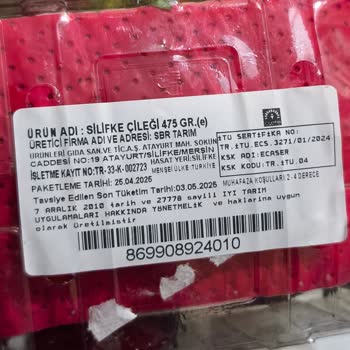 ÜRÜN ADI : SİLİFKE ÇİLEĞİ 475 GR.(e)
ÜRETİCİ FİRMA ADI VE ADRESİ: SBR TARIM
ÜRÜNLERİ GIDA SAN.VE TİC.A.Ş. ATAYURT MAH. SOKUN
CADDESİ NO:19 ATAYURT/SİLİFKE/MERSİN
İŞLETME KAYIT NO:TR-33-K-002723
HASAT YERİ:SİLİFKE
MENŞEİ ÜLKE TÜRKİYE
PAKETLEME TARİHİ: 25.04.2025
Tavsiye Edilen Son Tüketim Tarihi:03.05.2025
7 ARALIK 2010 tarih ve 27778 sayılı İYİ TARIM
UYGULAMALARI HAKKINDA YÖNETMELİK ve haklarına uygun
olarak Üretilmiştir
İTU SERTİFİKA NO:
TR.İTU.ECS.3271/01/2024
KSK ADI:ECASER
KSK KODU:TR.İTU.04
MUHAFAZA KOŞULLARI 2-4 DERECE
869908924010